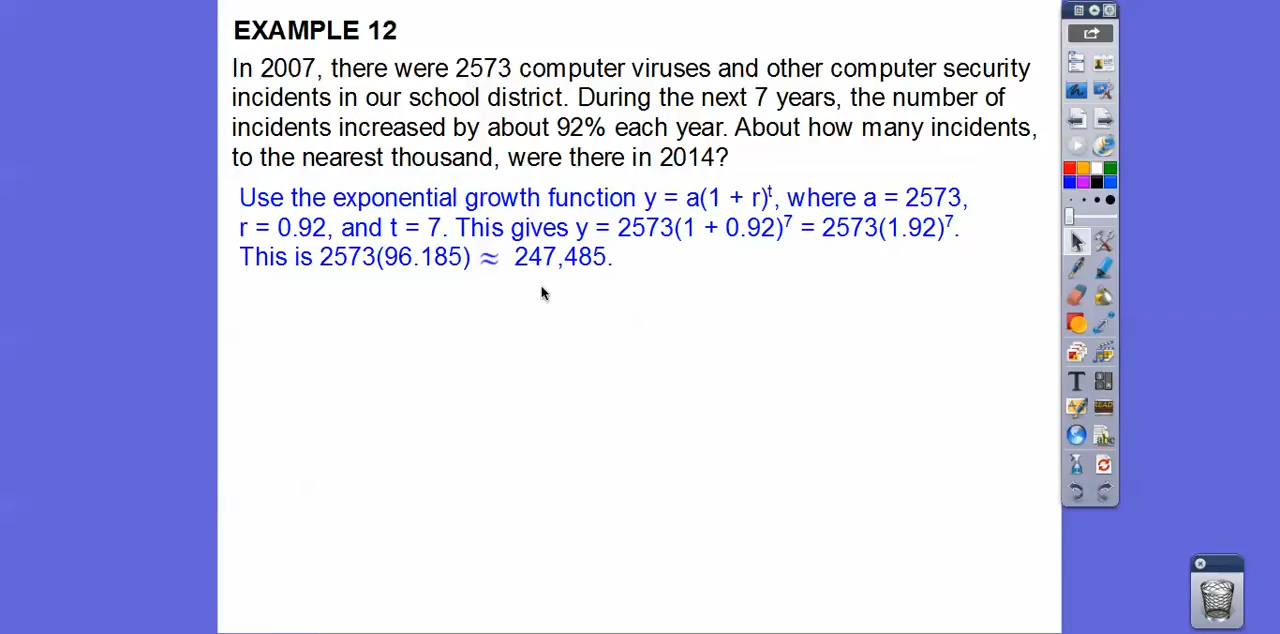 EXAMPLE 12
In 2007, there were 2573 computer viruses and other computer security
incidents in our school district. During the next 7 years, the number of
incidents increased by about 92% each year. About how many incidents,
to the nearest thousand, were there in 2014?
Use the exponential growth function y = a(1 + r)ᵗ, where a = 2573,
r = 0.92, and t = 7. This gives y = 2573(1 + 0.92)⁷ = 2573(1.92)⁷.
This is 2573(96.185) ≈ 247,485.